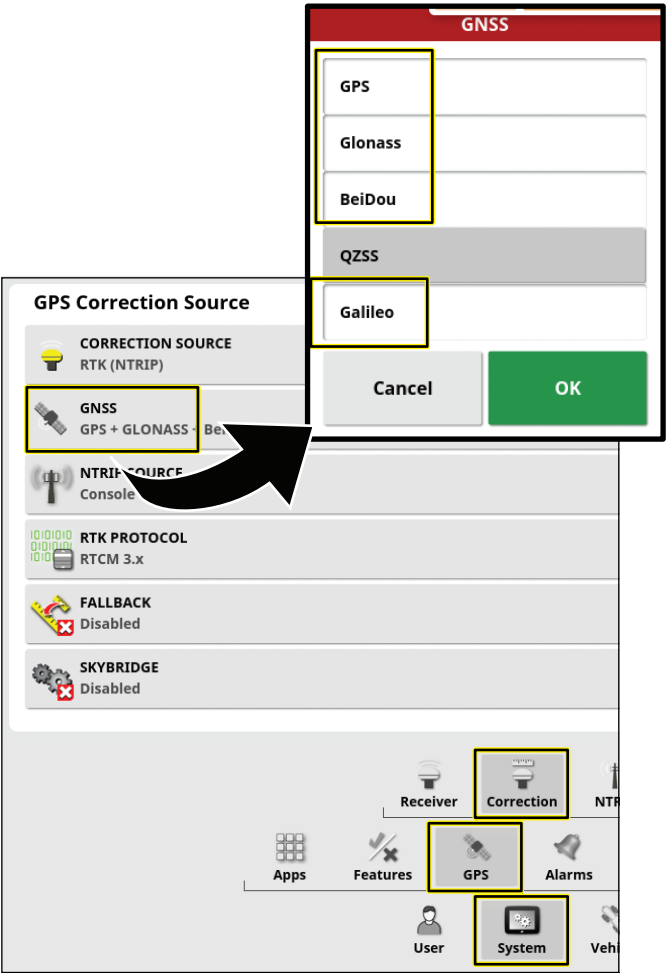 GNSS
GPS
Glonass
BeiDou
QZSS
Galileo
Cancel
OK
GPS Correction Source
CORRECTION SOURCE
RTK (NTRIP)
GNSS
GPS + GLONASS
NTRIP SOURCE
Console
RTK PROTOCOL
RTCM 3.x
FALLBACK
Disabled
SKYBRIDGE
Disabled
Receiver
Correction
Apps
Features
GPS
Alarms
User
System